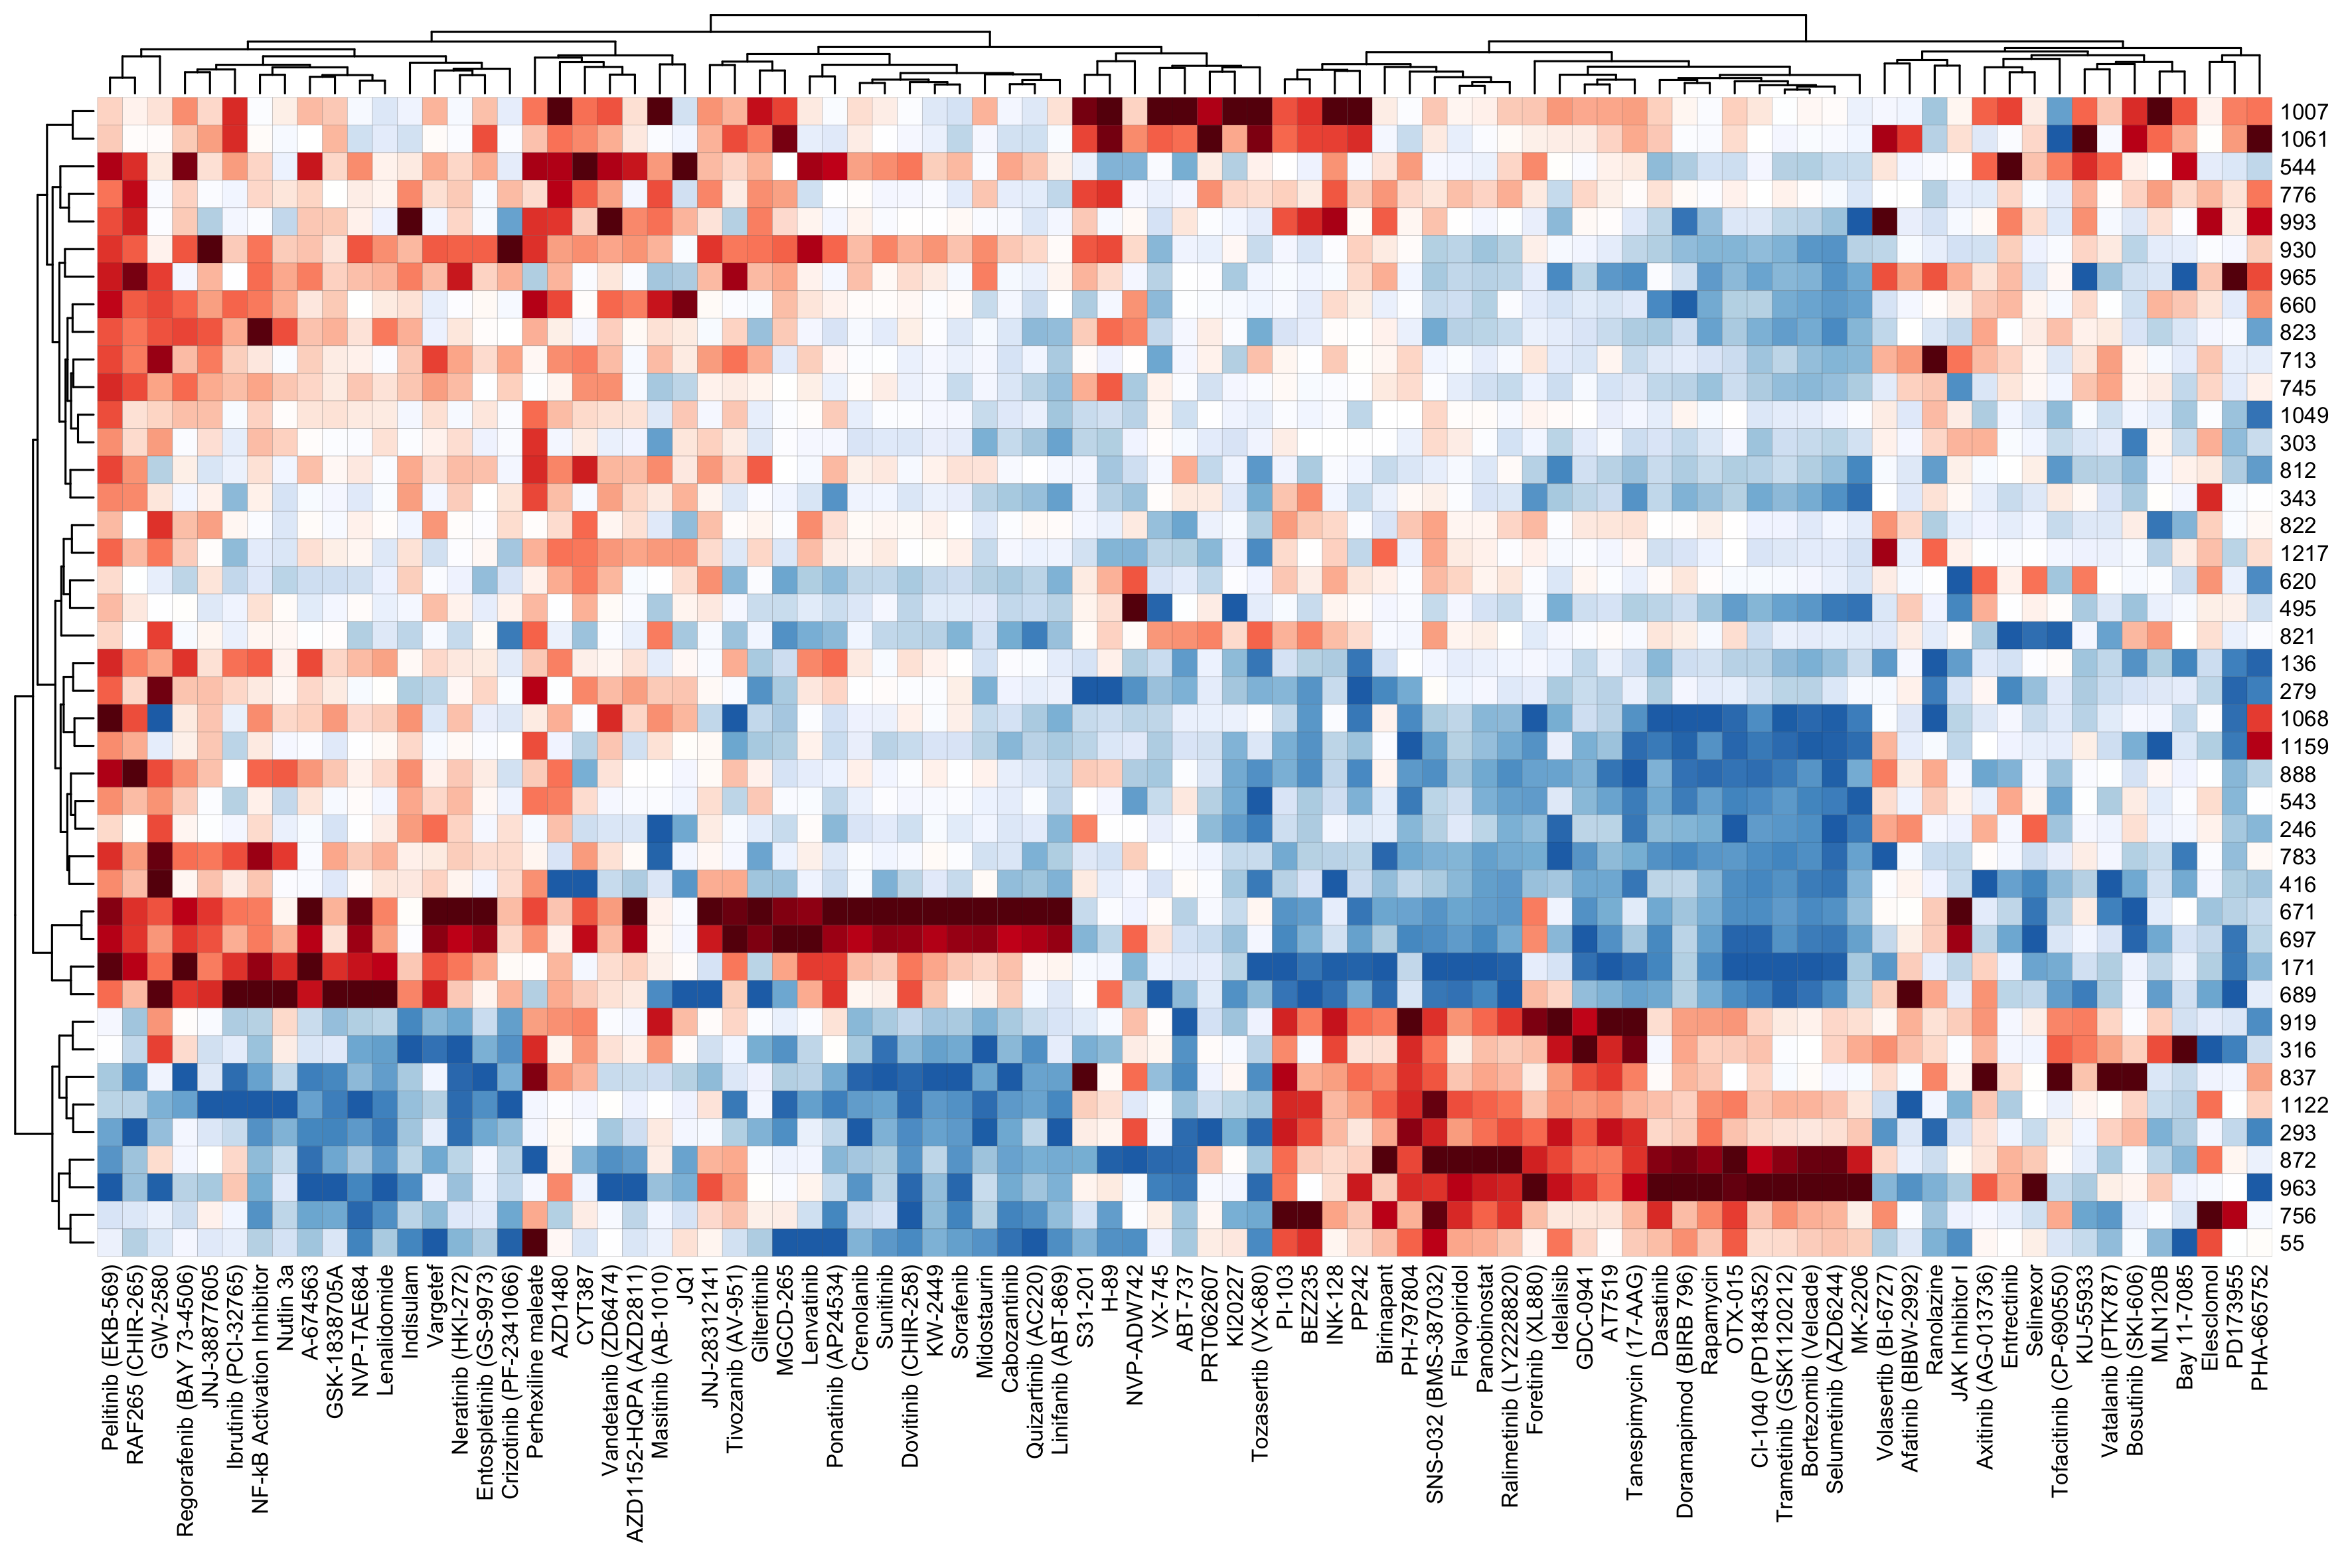 1007
1061
544
776
993
930
965
660
823
713
745
1049
303
812
343
822
1217
620
495
821
136
279
1068
1159
888
543
246
783
416
671
697
171
689
919
316
837
1122
293
872
963
756
55
Pelitinib (EKB-569)
RAF265 (CHIR-265)
GW-2580
Regorafenib (BAY 73-4506)
JNJ-38877605
Ibrutinib (PCI-32765)
NF-kB Activation Inhibitor
Nutlin 3a
A-674563
GSK-1838705A
NVP-TAE684
Lenalidomide
Indisulam
Vargetef
Neratinib (HKI-272)
Entospletinib (GS-9973)
Crizotinib (PF-2341066)
Perhexiline maleate
AZD1480
CYT387
Vandetanib (ZD6474)
AZD1152-HQPA (AZD2811)
Masitinib (AB-1010)
JQ1
JNJ-28312141
Tivozanib (AV-951)
Gilteritinib
MGCD-265
Lenvatinib
Ponatinib (AP24534)
Crenolanib
Sunitinib
Dovitinib (CHIR-258)
KW-2449
Sorafenib
Midostaurin
Cabozantinib
Quizartinib (AC220)
Linifanib (ABT-869)
S31-201
H-89
NVP-ADW742
VX-745
ABT-737
PRT062607
KI20227
Tozasertib (VX-680)
PI-103
BEZ235
INK-128
PP242
Birinapant
PH-797804
SNS-032 (BMS-387032)
Flavopiridol
Panobinostat
Ralimetinib (LY2228820)
Foretinib (XL880)
Idelalisib
GDC-0941
AT7519
Tanespimycin (17-AAG)
Dasatinib
Doramapimod (BIRB 796)
Rapamycin
OTX-015
CI-1040 (PD184352)
Trametinib (GSK1120212)
Bortezomib (Velcade)
Selumetinib (AZD6244)
MK-2206
Volasertib (BI-6727)
Afatinib (BIBW-2992)
Ranolazine
JAK Inhibitor I
Axitinib (AG-013736)
Entrectinib
Selinexor
Tofacitinib (CP-690550)
KU-55933
Vatalanib (PTK787)
Bosutinib (SKI-606)
MLN120B
Bay 11-7085
Elesclomol
PD173955
PHA-665752